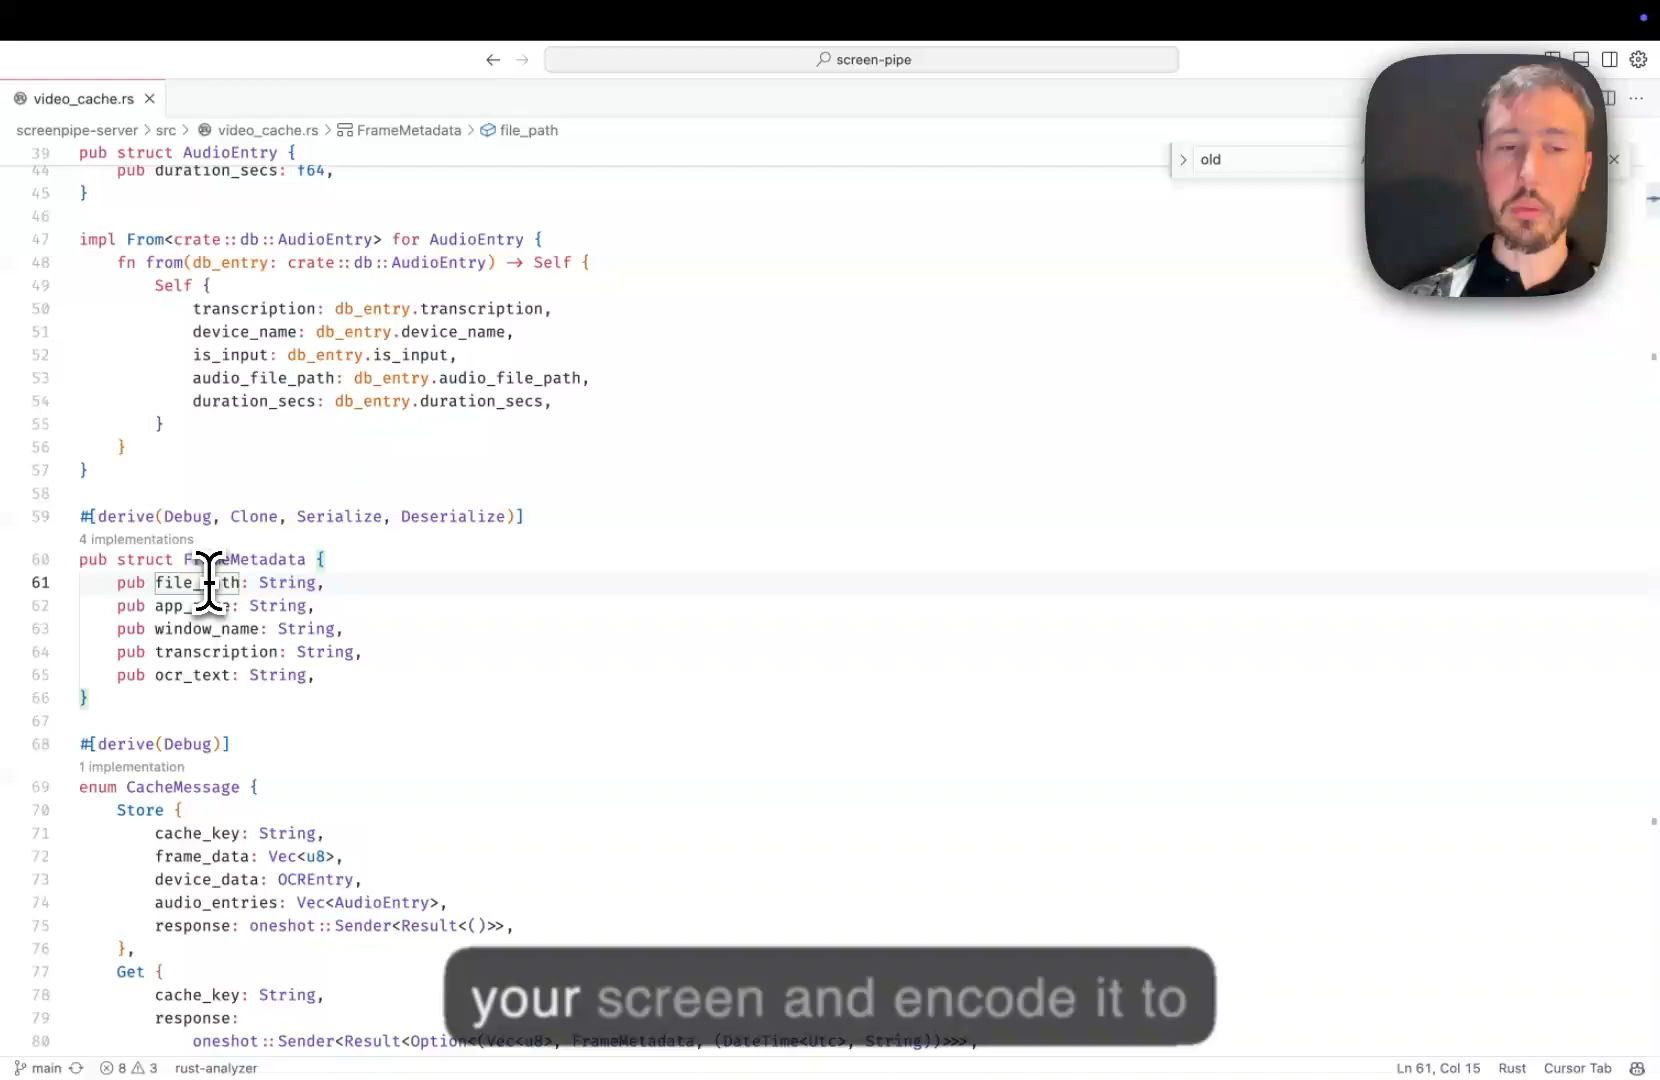 screen-pipe
video_cache.rs
screenpipe-server > src > video_cache.rs > FrameMetadata > file_path
old
39 pub struct AudioEntry {
44 pub duration_secs: f64,
45 }
46
47 impl From<crate::db::AudioEntry> for AudioEntry {
48 fn from(db_entry: crate::db::AudioEntry) -> Self {
49 Self {
50 transcription: db_entry.transcription,
51 device_name: db_entry.device_name,
52 is_input: db_entry.is_input,
53 audio_file_path: db_entry.audio_file_path,
54 duration_secs: db_entry.duration_secs,
55 }
56 }
57 }
58
59 #[derive(Debug, Clone, Serialize, Deserialize)]
4 implementations
60 pub struct FrameMetadata {
61 pub file_path: String,
62 pub String,
63 pub window_name: String,
64 pub transcription: String,
65 pub ocr_text: String,
66 }
67
68 #[derive(Debug)]
1 implementation
69 enum CacheMessage {
70 Store {
71 cache_key: String,
72 frame_data: Vec<u8>,
73 device_data: OCREntry,
74 audio_entries: Vec<AudioEntry>,
75 response: oneshot::Sender<Result<()>>,
76 },
77 Get {
78 cache_key: String,
79 response:
80 oneshot::Sender<Result<Option<(Vec<u8>, FrameMetadata, (DateTime<Utc>, String))>>>,
your screen and encode it to
main 8 3 rust-analyzer Ln 61, Col 15 Rust Cursor Tab